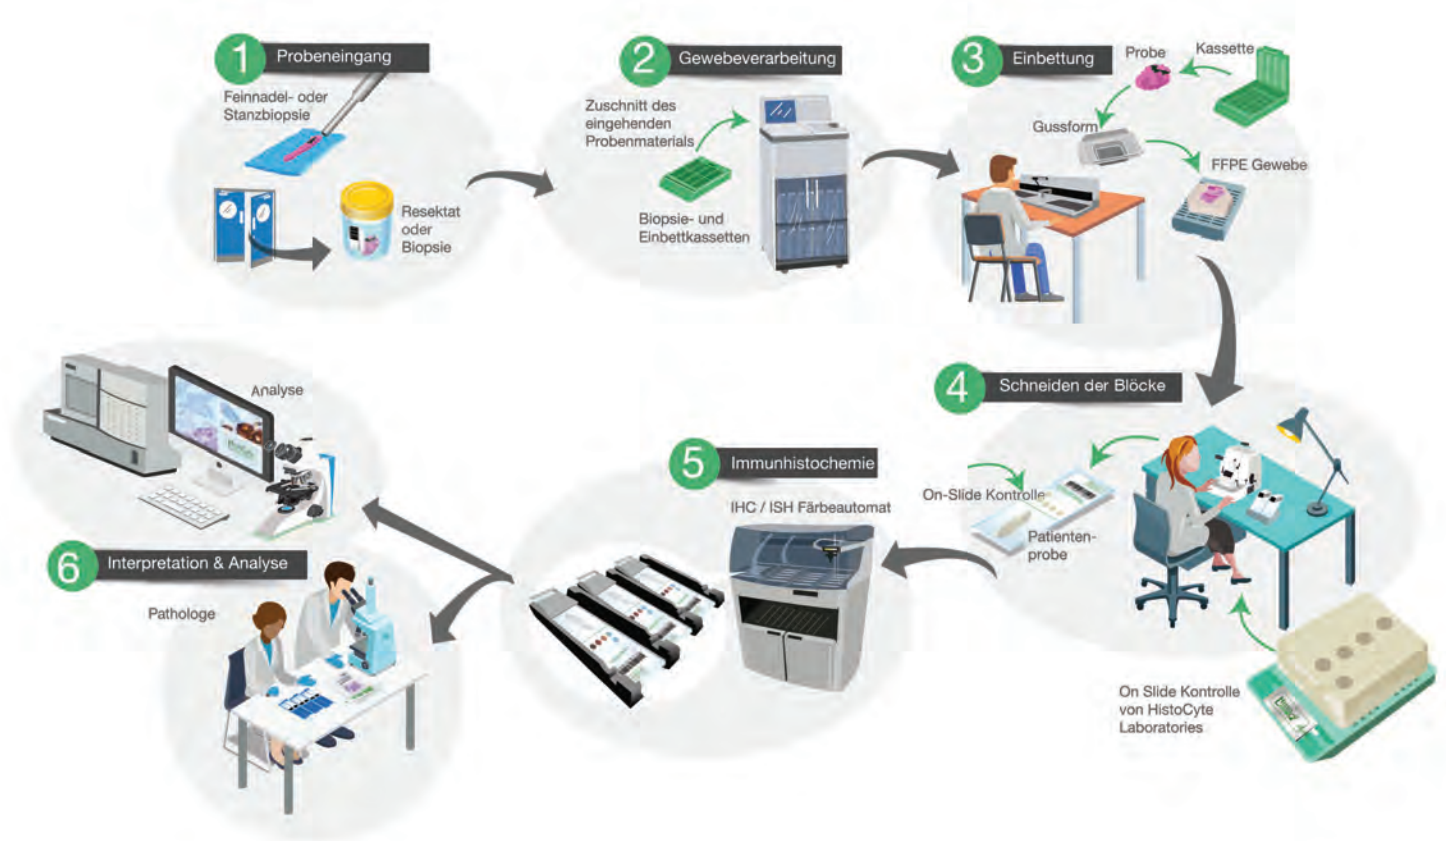 1 Probeneingang
Feinnadel- oder
Stanzbiopsie
Resektat
oder
Biopsie
2 Gewebeverarbeitung
Zuschnitt des
eingehenden
Probenmaterials
Biopsie- und
Einbettkassetten
3 Einbettung
Probe
Kassette
Gussform
FFPE Gewebe
4 Schneiden der Blöcke
On-Slide Kontrolle
Patienten-
probe
On Slide Kontrolle
von HistoCyte
Laboratories
5 Immunhistochemie
IHC / ISH Färbeautomat
Analyse
6 Interpretation & Analyse
Pathologe